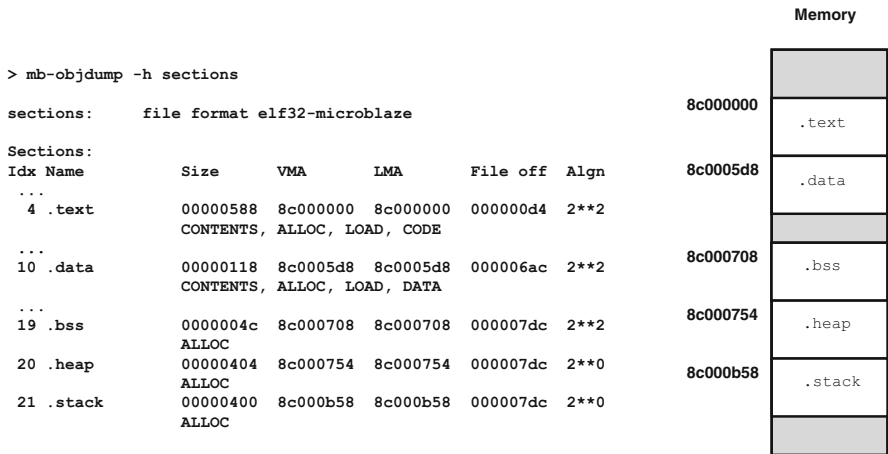 Memory
> mb-objdump -h sections
sections: file format elf32-microblaze
Sections:
Idx Name Size VMA LMA File off Algn
...
4 .text 00000588 8c000000 8c000000 000000d4 2**2
CONTENTS, ALLOC, LOAD, CODE
...
10 .data 00000118 8c0005d8 8c0005d8 000006ac 2**2
CONTENTS, ALLOC, LOAD, DATA
...
19 .bss 0000004c 8c000708 8c000708 000007dc 2**2
ALLOC
20 .heap 00000404 8c000754 8c000754 000007dc 2**0
ALLOC
21 .stack 00000400 8c000b58 8c000b58 000007dc 2**0
ALLOC
8c000000
.text
8c0005d8
.data
8c000708
.bss
8c000754
.heap
8c000b58
.stack